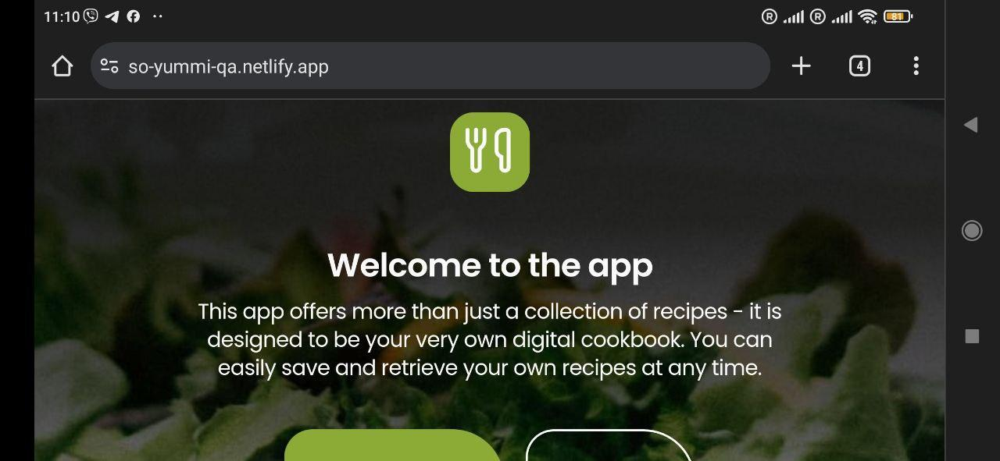 11:10
R R 81
so-yummi-qa.netlify.app
4
Welcome to the app
This app offers more than just a collection of recipes - it is
designed to be your very own digital cookbook. You can
easily save and retrieve your own recipes at any time.